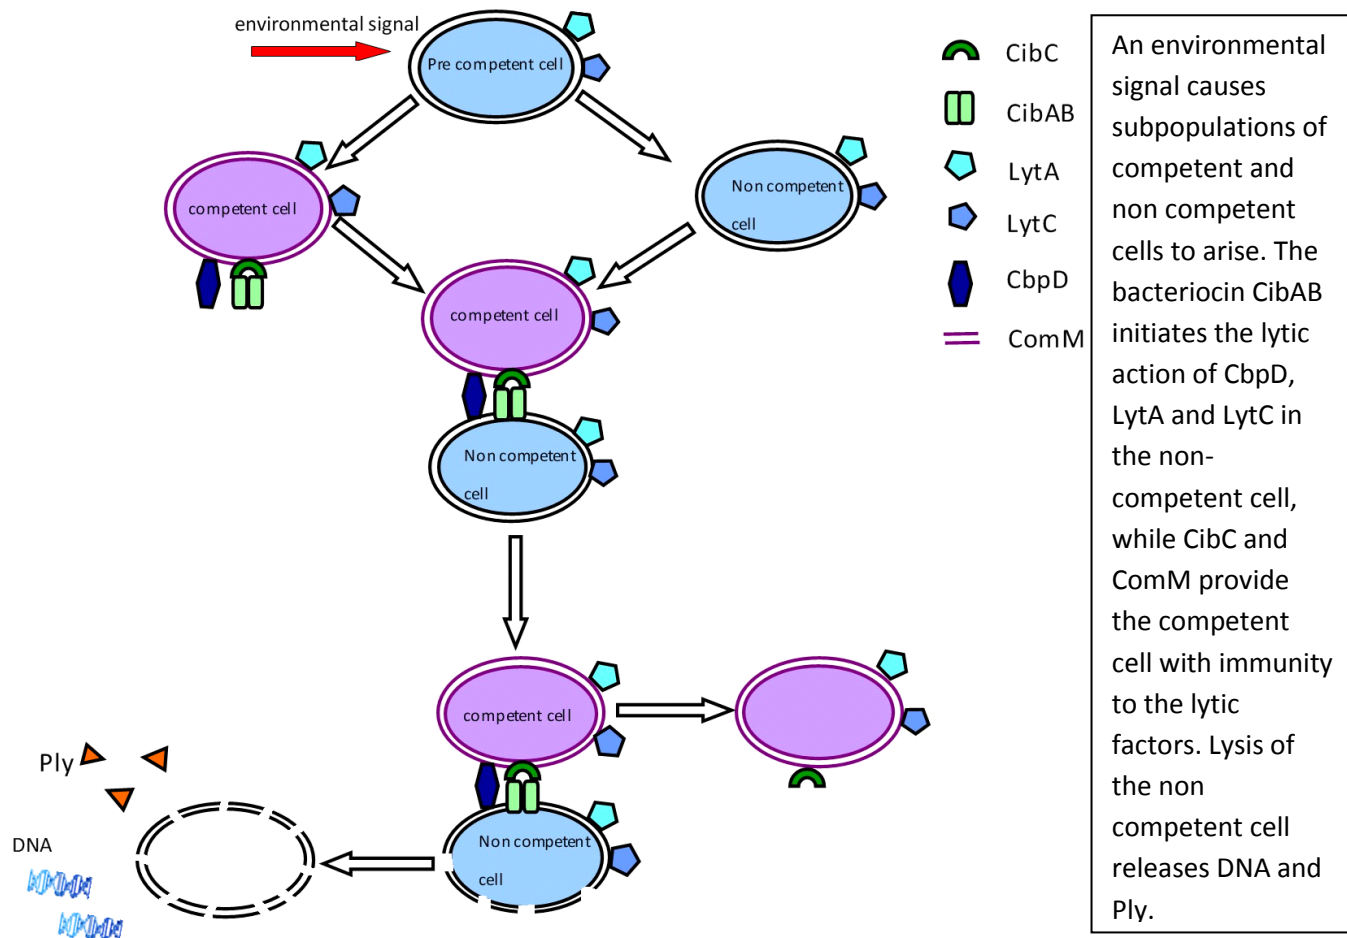 environmental signal
Pre competent cell
competent cell
Non competent
cell
competent cell
Non competent
cell
competent cell
Non competent
cell
Ply
DNA
CibC
CibAB
LytA
LytC
CbpD
ComM
An environmental
signal causes
subpopulations of
competent and
non competent
cells to arise. The
bacteriocin CibAB
initiates the lytic
action of CbpD,
LytA and LytC in
the non-
competent cell,
while CibC and
ComM provide
the competent
cell with immunity
to the lytic
factors. Lysis of
the non
competent cell
releases DNA and
Ply.